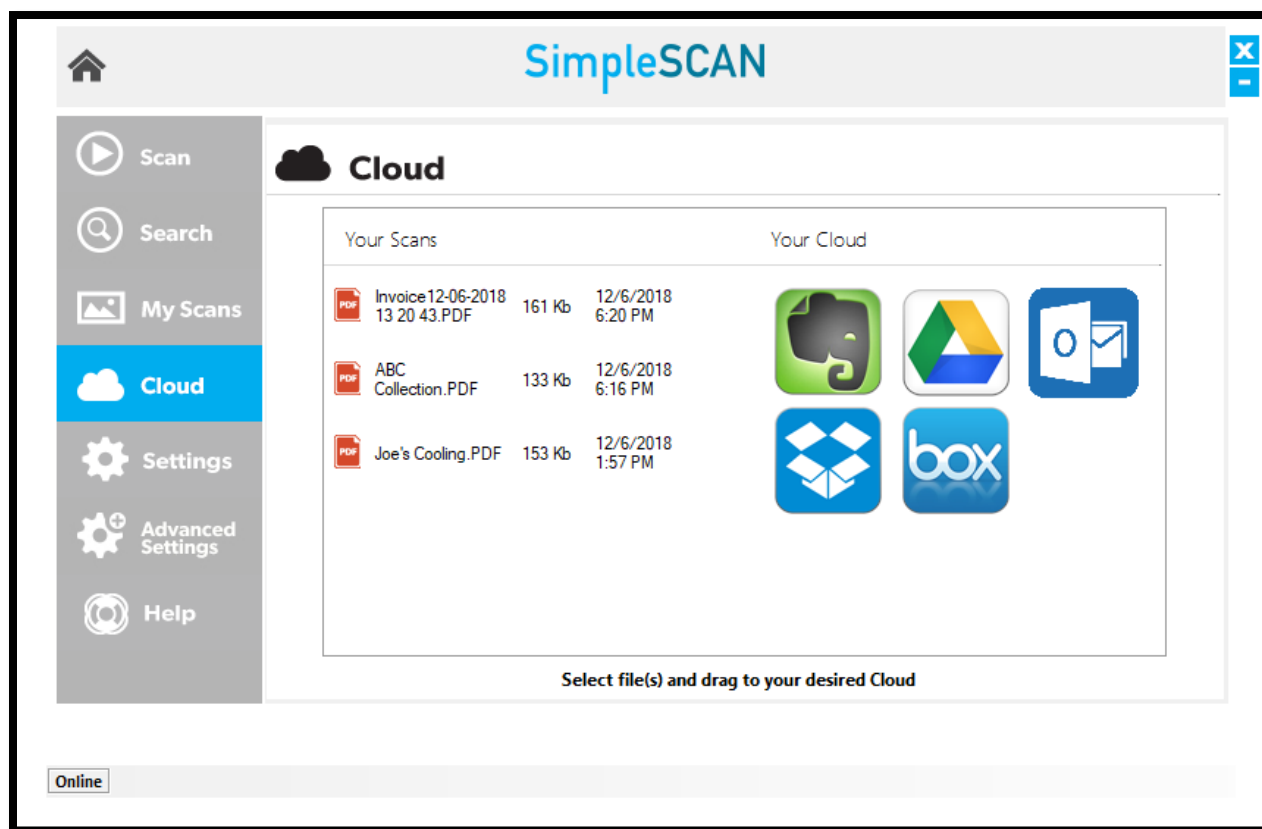 SimpleSCAN
X
-
Scan
Search
My Scans
Cloud
Settings
Advanced
Settings
Help
Cloud
Your Scans
Your Cloud
PDF
Invoice12-06-2018
13 20 43.PDF
161 Kb
12/6/2018
6:20 PM
PDF
ABC
Collection.PDF
133 Kb
12/6/2018
6:16 PM
PDF
Joe's Cooling.PDF
153 Kb
12/6/2018
1:57 PM
O
box
Select file(s) and drag to your desired Cloud
Online